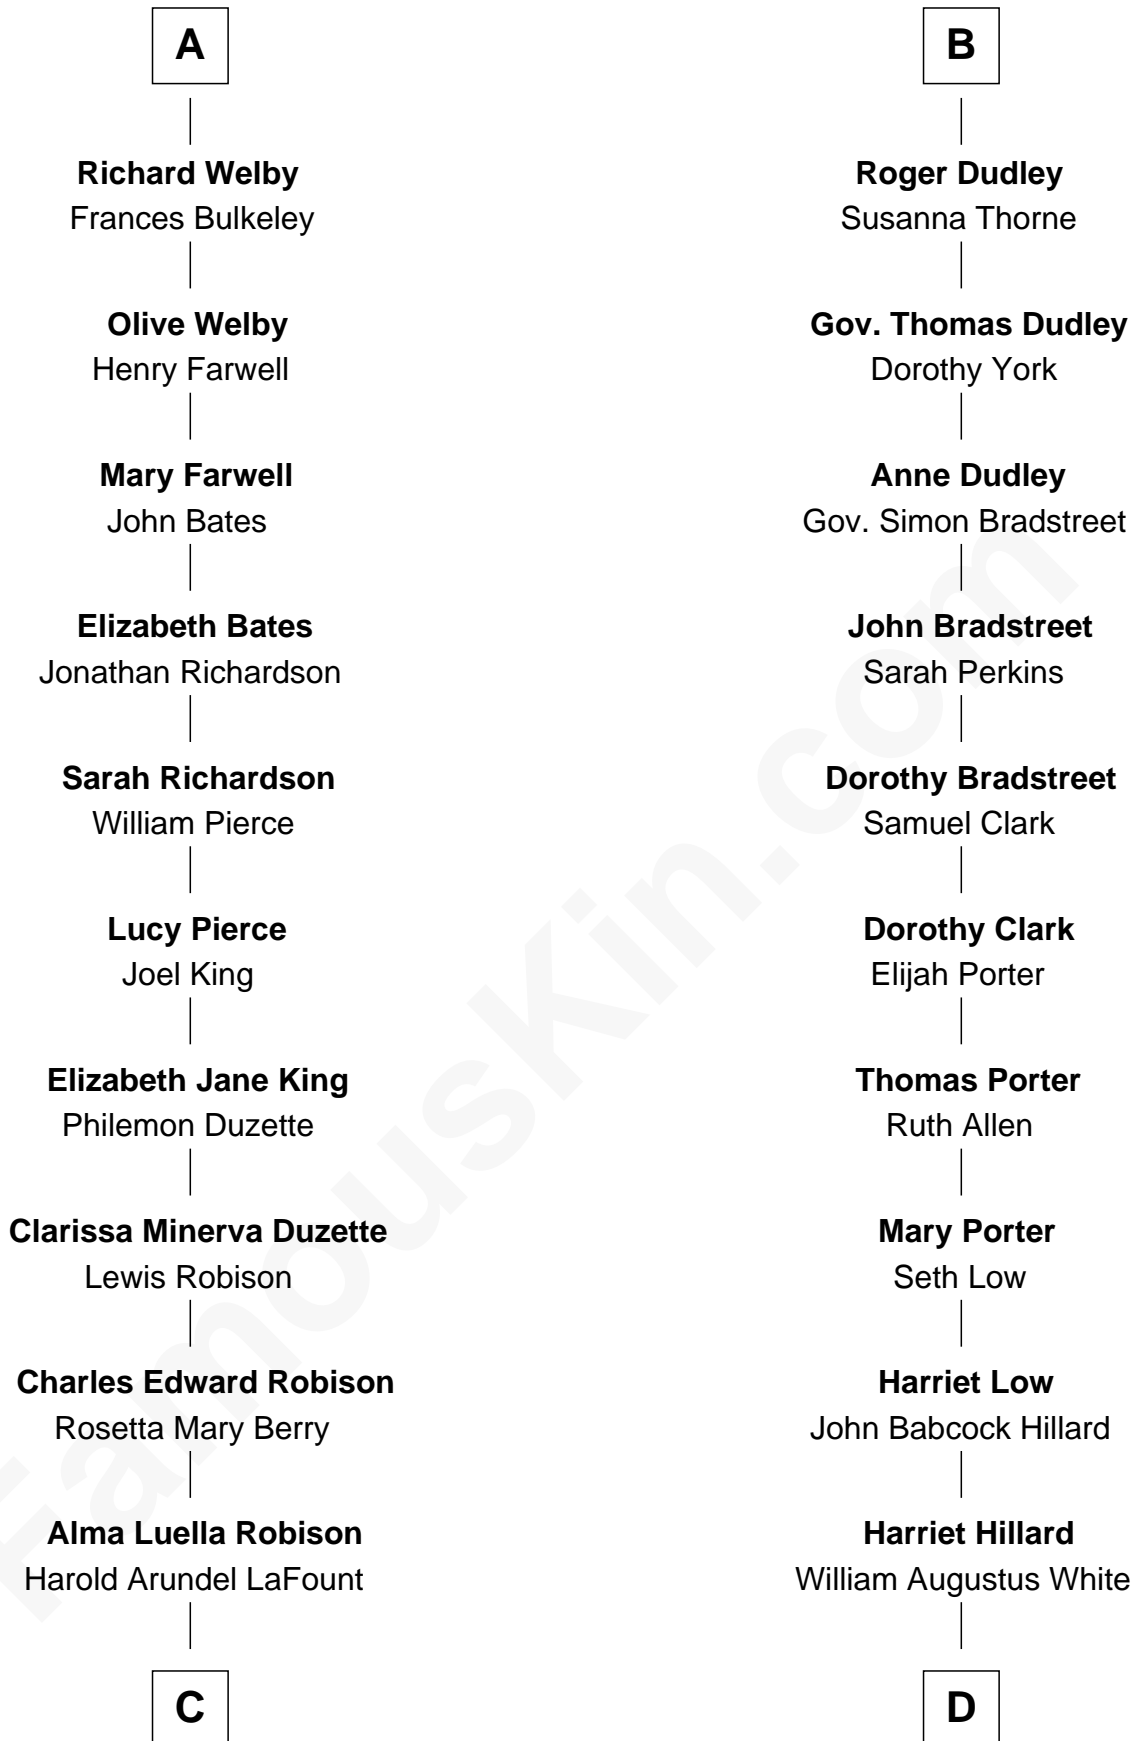 A
Richard Welby
Frances Bulkeley
Olive Welby
Henry Farwell
Mary Farwell
John Bates
Elizabeth Bates
Jonathan Richardson
Sarah Richardson
William Pierce
Lucy Pierce
Joel King
Elizabeth Jane King
Philemon Duzette
Clarissa Minerva Duzette
Lewis Robison
Charles Edward Robison
Rosetta Mary Berry
Alma Luella Robison
Harold Arundel LaFount
C
B
Roger Dudley
Susanna Thorne
Gov. Thomas Dudley
Dorothy York
Anne Dudley
Gov. Simon Bradstreet
John Bradstreet
Sarah Perkins
Dorothy Bradstreet
Samuel Clark
Dorothy Clark
Elijah Porter
Thomas Porter
Ruth Allen
Mary Porter
Seth Low
Harriet Low
John Babcock Hillard
Harriet Hillard
William Augustus White
D
FamousKin.com